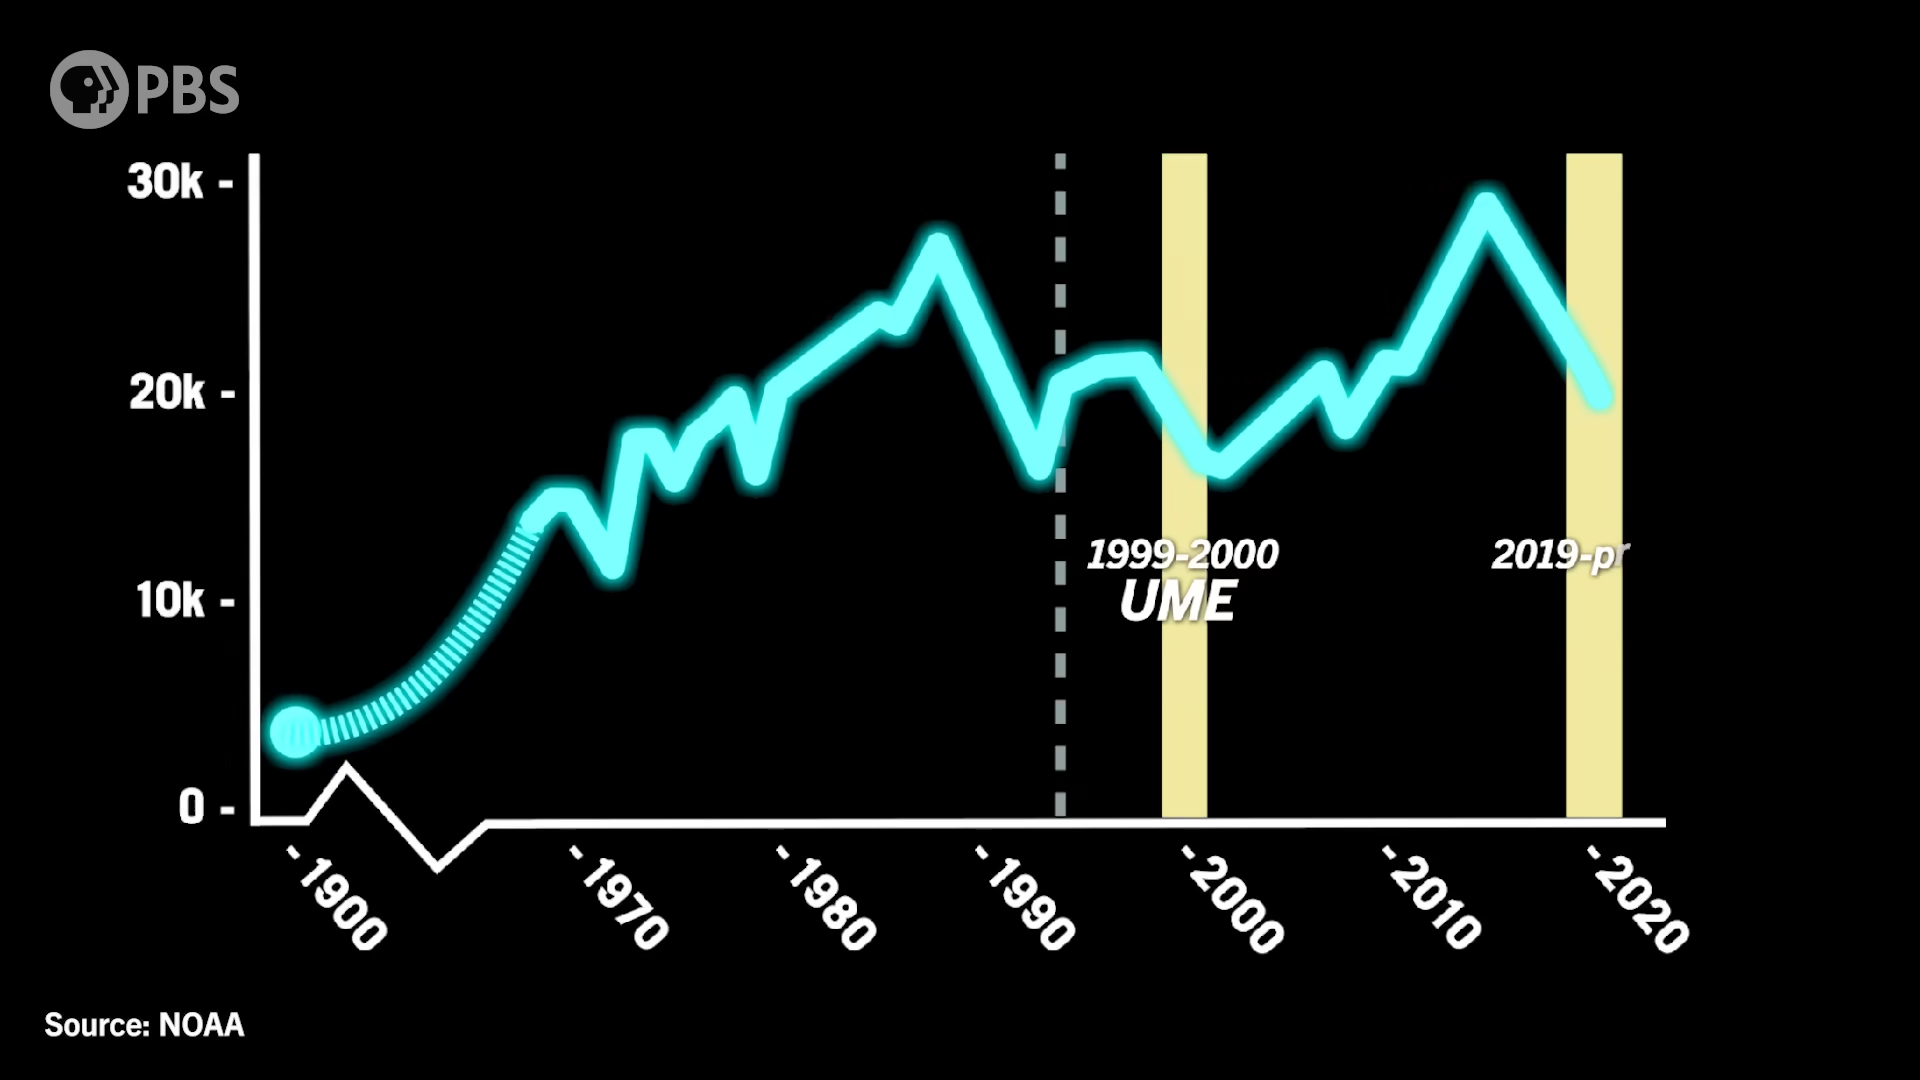 PBS
30k -
20k -
10k -
0 -
1999-2000
UME
2019-pr
- 1900
- 1970
- 1980
- 1990
- 2000
- 2010
- 2020
Source: NOAA